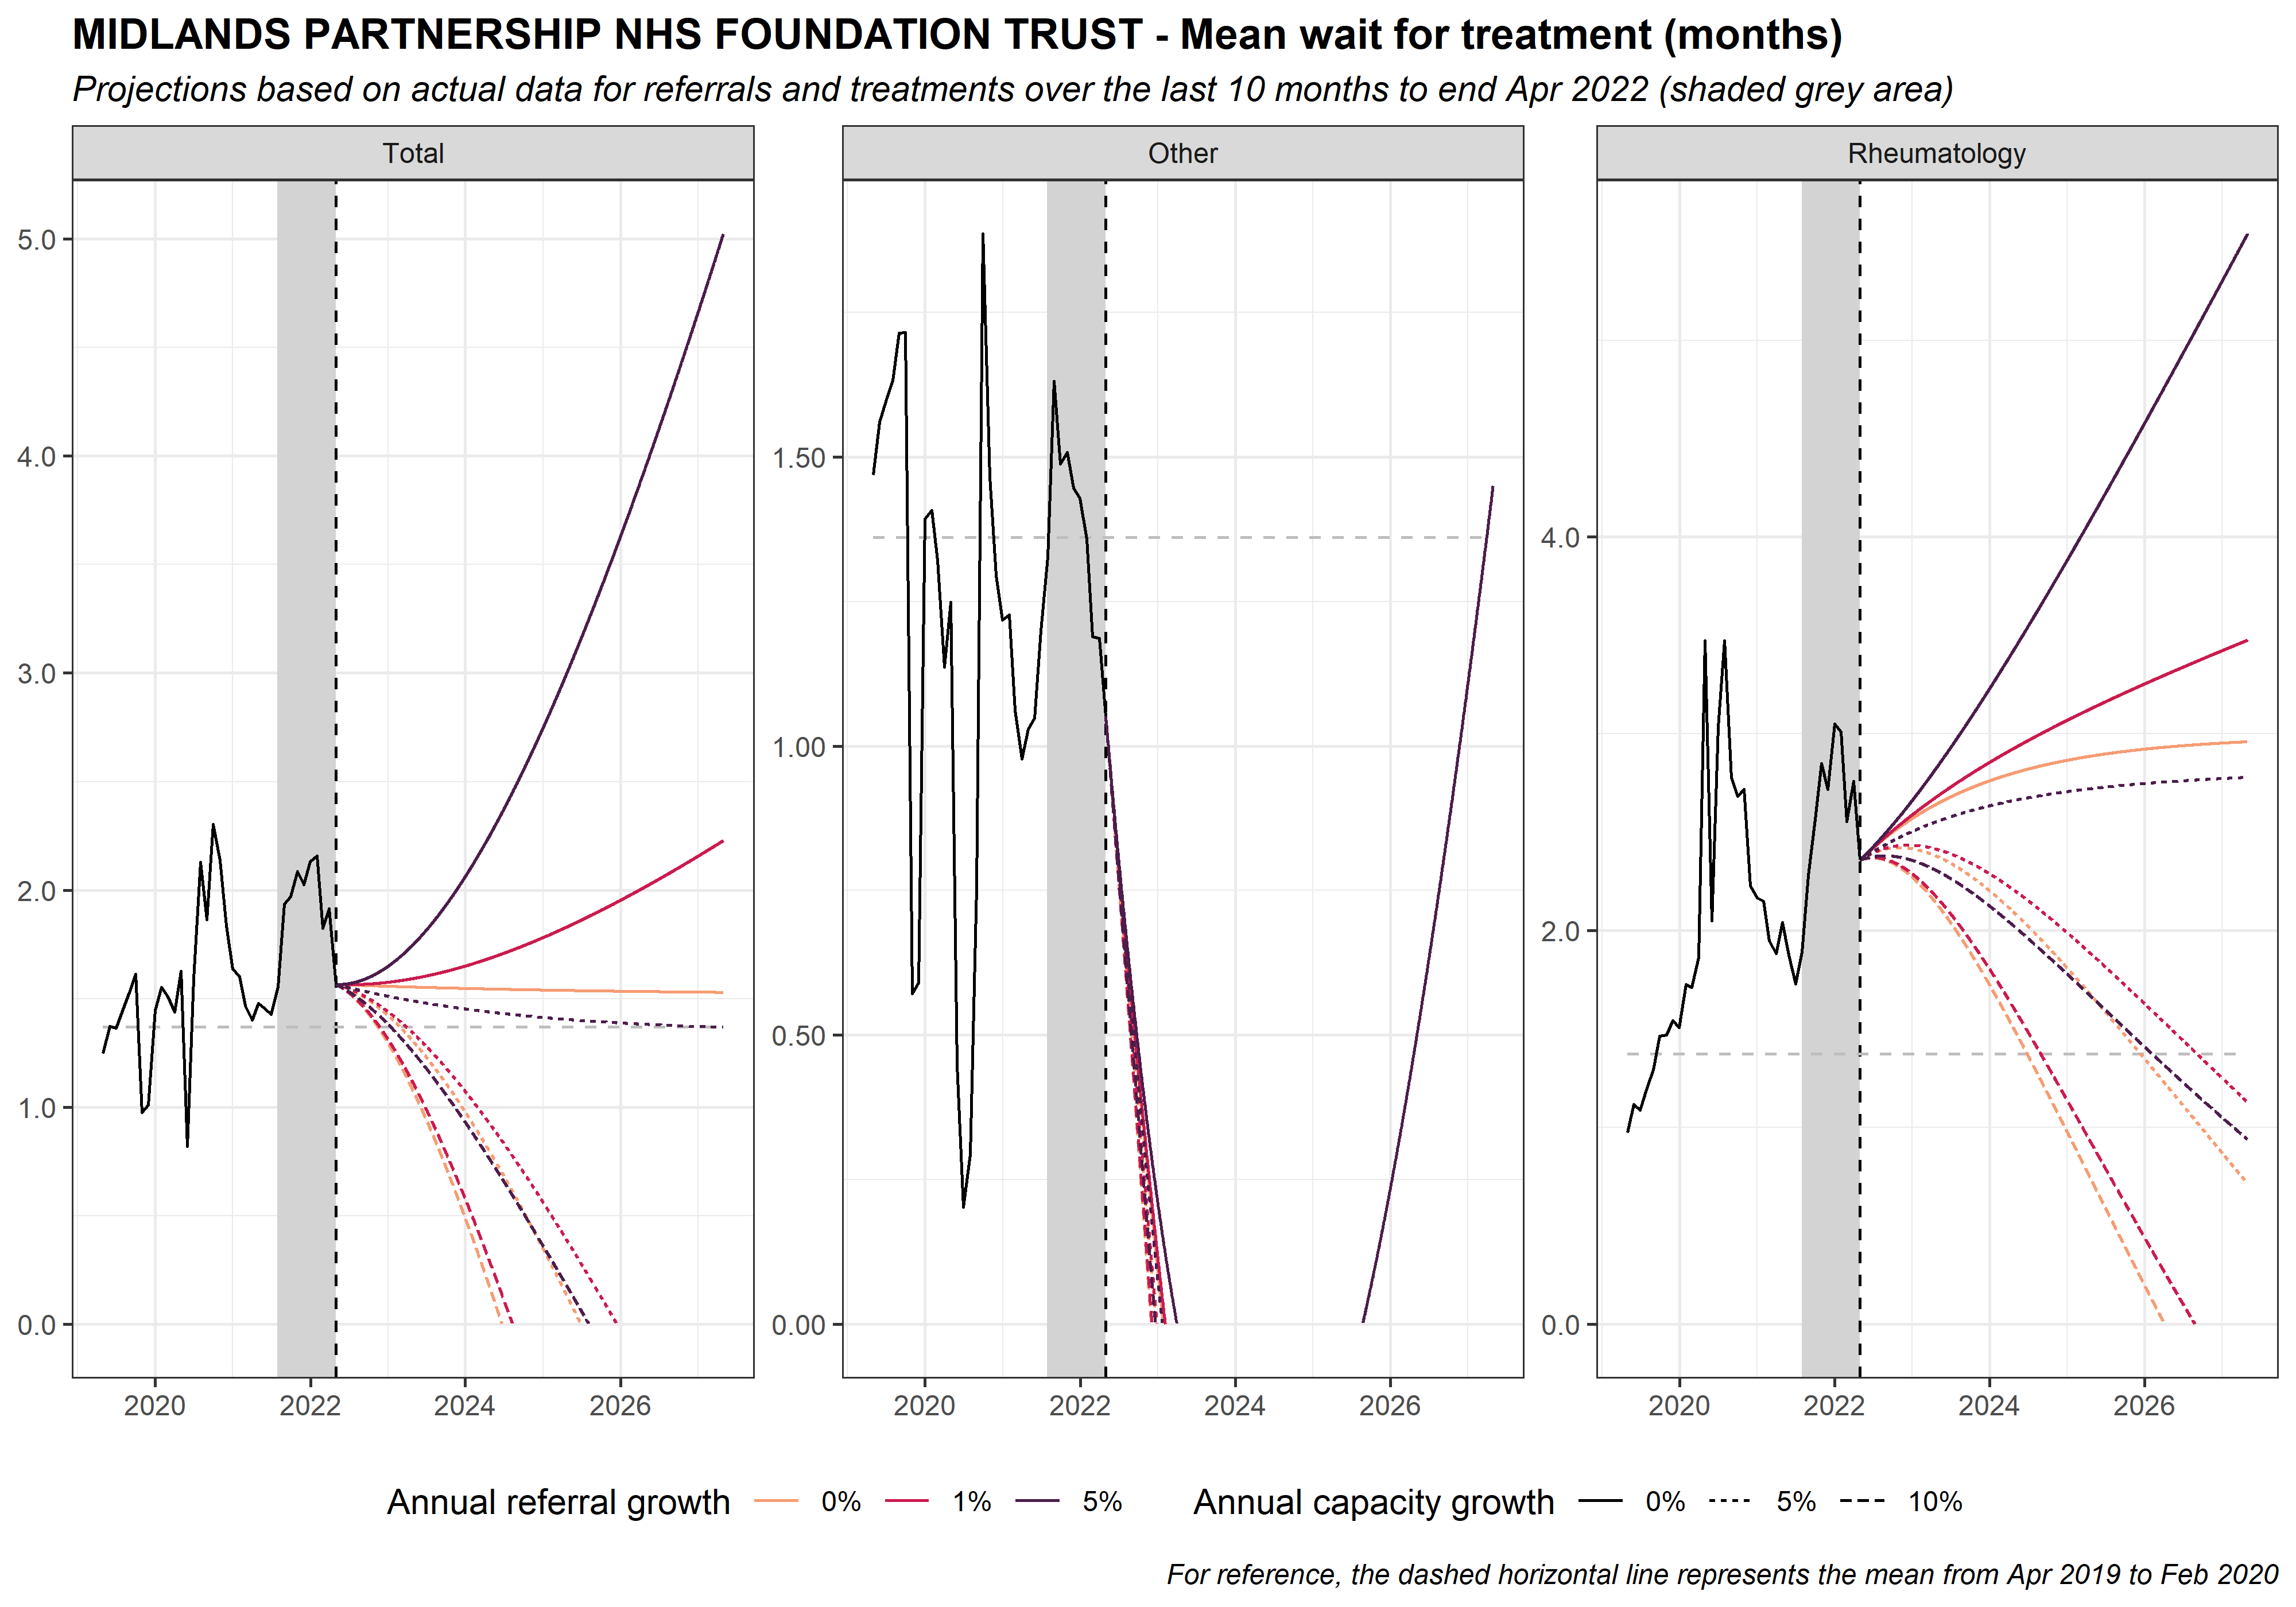 MIDLANDS PARTNERSHIP NHS FOUNDATION TRUST - Mean wait for treatment (months)
Projections based on actual data for referrals and treatments over the last 10 months to end Apr 2022 (shaded grey area)
Total
5.0
4.0
3.0
2.0
1.0
0.0
2020 2022 2024 2026
Other
1.50
1.00
0.50
0.00
2020 2022 2024 2026
Rheumatology
4.0
2.0
0.0
2020 2022 2024 2026
Annual referral growth 0% 1% 5% Annual capacity growth 0% 5% 10%
For reference, the dashed horizontal line represents the mean from Apr 2019 to Feb 2020